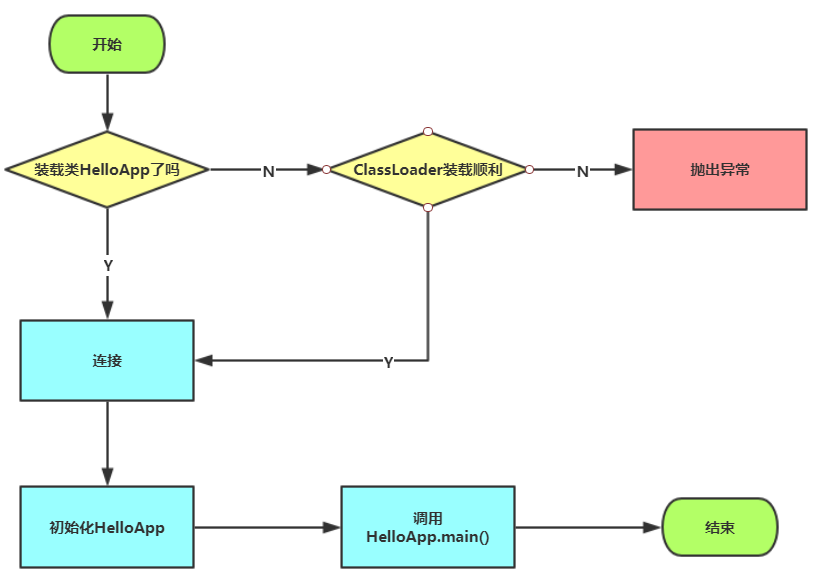 开始
装载类HelloApp了吗
N
ClassLoader装载顺利
N
抛出异常
Y
连接
Y
初始化HelloApp
调用
HelloApp.main()
结束